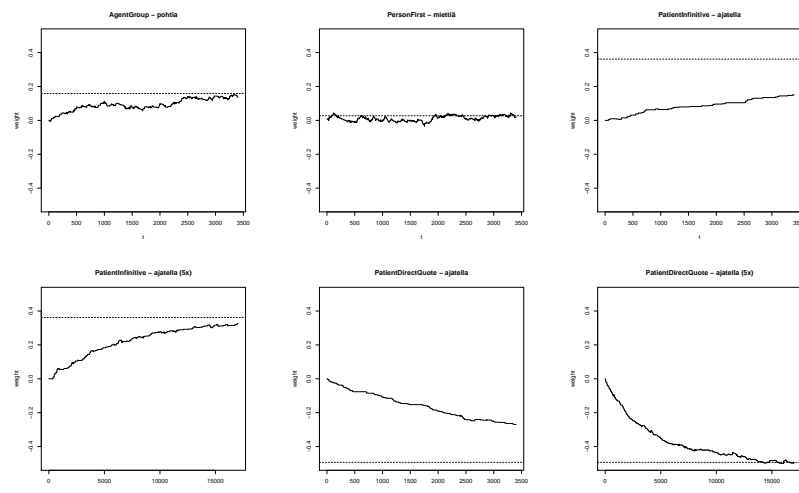 AgentGroup – pohtia
PersonFirst – miettiä
PatientInfinitive – ajatella
weight
0.4
0.2
0.0
−0.2
−0.4
0 500 1000 1500 2000 2500 3000 3500
t
weight
0.4
0.2
0.0
−0.2
−0.4
0 500 1000 1500 2000 2500 3000 3500
t
weight
0.4
0.2
0.0
−0.2
−0.4
0 500 1000 1500 2000 2500 3000
t
PatientInfinitive – ajatella (5x)
PatientDirectQuote – ajatella
PatientDirectQuote – ajatella (5x)
weight
0.4
0.2
0.0
−0.2
−0.4
0 5000 10000 15000
weight
0.4
0.2
0.0
−0.2
−0.4
0 500 1000 1500 2000 2500 3000 3500
weight
0.4
0.2
0.0
−0.2
−0.4
0 5000 10000 15000